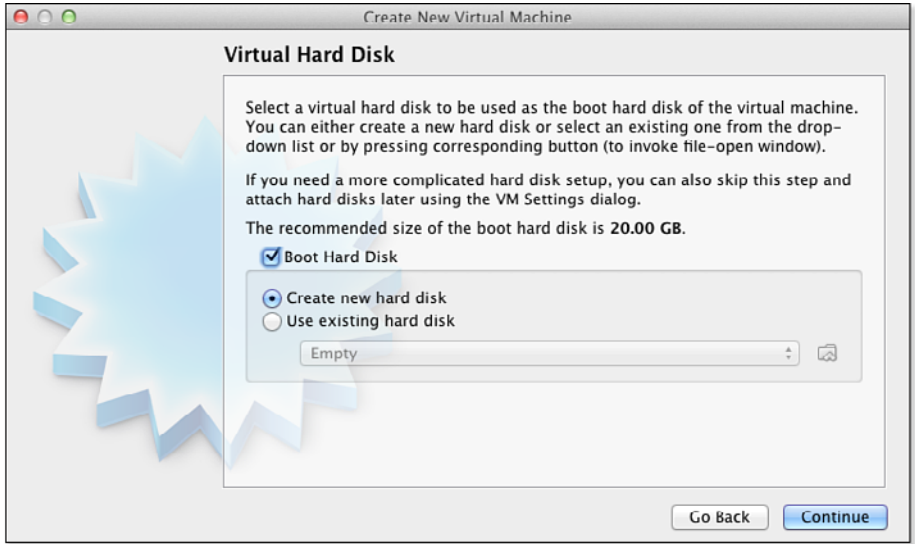 Create New Virtual Machine
Virtual Hard Disk
Select a virtual hard disk to be used as the boot hard disk of the virtual machine.
You can either create a new hard disk or select an existing one from the drop-
down list or by pressing corresponding button (to invoke file-open window).
If you need a more complicated hard disk setup, you can also skip this step and
attach hard disks later using the VM Settings dialog.
The recommended size of the boot hard disk is 20.00 GB.
Boot Hard Disk
Create new hard disk
Use existing hard disk
Empty
Go Back
Continue